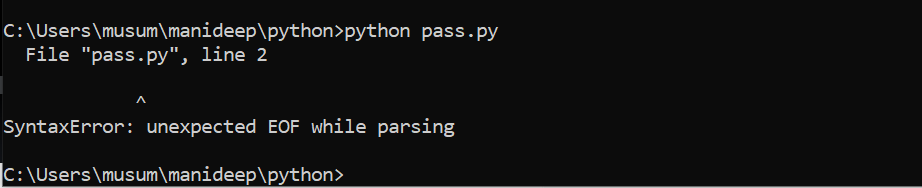 C:\Users\musum\manideep\python>python pass.py
  File "pass.py", line 2
           ^
SyntaxError: unexpected EOF while parsing
C:\Users\musum\manideep\python>